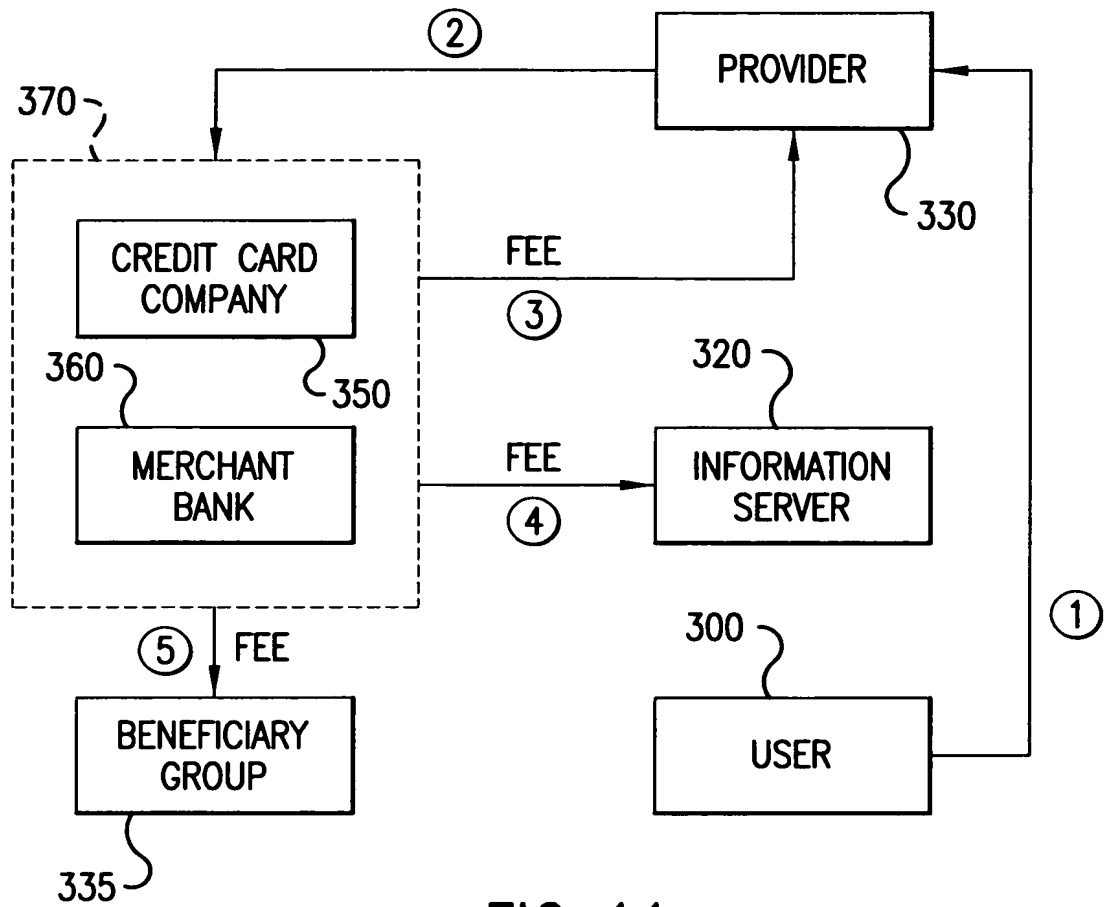 2
PROVIDER
370
330
CREDIT CARD
COMPANY
FEE
3
350
360
320
MERCHANT
BANK
FEE
4
INFORMATION
SERVER
1
5
FEE
300
BENEFICIARY
GROUP
USER
335